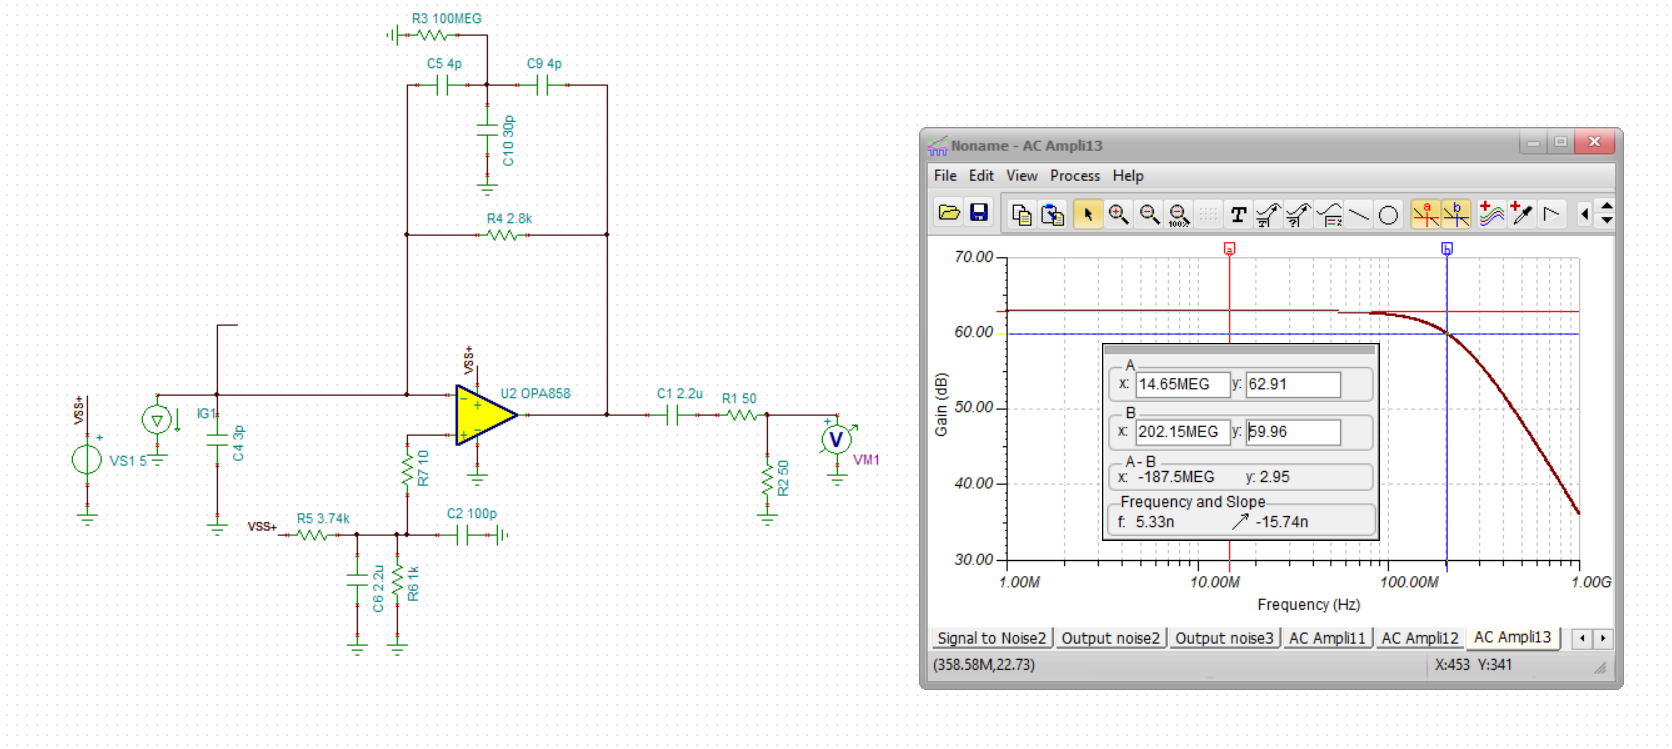 R3 100MEG
C5 4p
C9 4p
C10 30p
R4 2.8k
VSS+
U2 OPA858
C1 2.2u
R1 50
IG1
C4 3p
VSS+
+
VS1 5
R7 10
R2 50
+
V
VM1
VSS+
R5 3.74k
C2 100p
C6 2.2u
R6 1k
Noname - AC Ampli13
File Edit View Process Help
100%
T
a b
a b
70.00
60.00
50.00
40.00
30.00
Gain (dB)
A
x: 14.65MEG y: 62.91
B
x: 202.15MEG y: 59.96
A - B
x: -187.5MEG y: 2.95
Frequency and Slope
f: 5.33n -15.74n
1.00M 10.00M 100.00M 1.00G
Frequency (Hz)
Signal to Noise2 Output noise2 Output noise3 AC Ampli11 AC Ampli12 AC Ampli13
(358.58M,22.73) X:453 Y:341